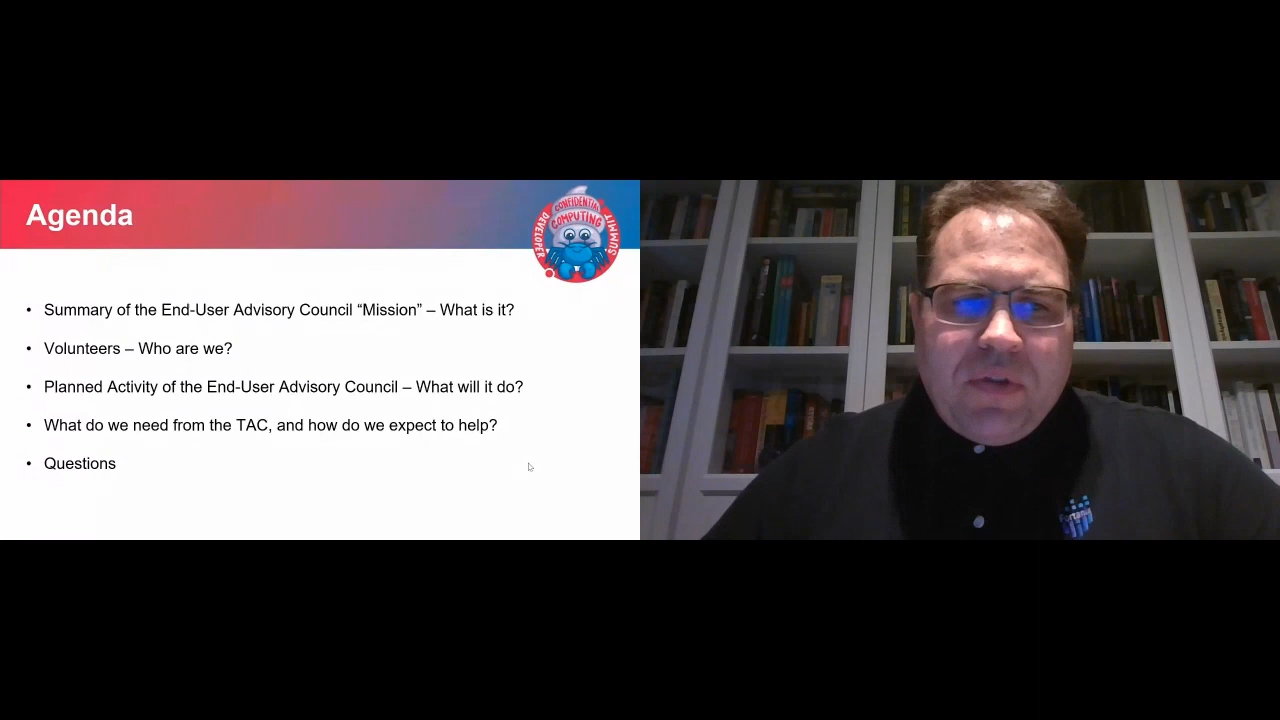 Agenda
DEVELOPER CONFIDENTIAL COMPUTING SUMMIT
• Summary of the End-User Advisory Council “Mission” – What is it?
• Volunteers – Who are we?
• Planned Activity of the End-User Advisory Council – What will it do?
• What do we need from the TAC, and how do we expect to help?
• Questions